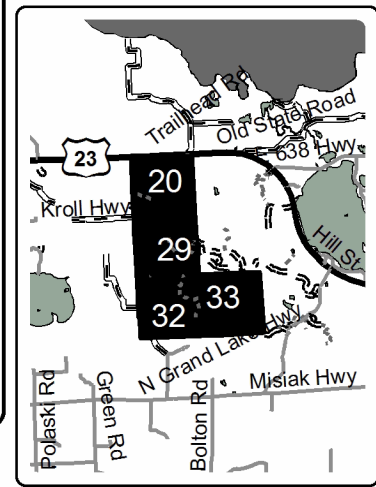 Trailhead Rd
Old State Road
638 Hwy
23
20
Kroll Hwy
Hill St
29
33
32
N Grand Lake Hwy
Misiak Hwy
Polaski Rd
Green Rd
Bolton Rd